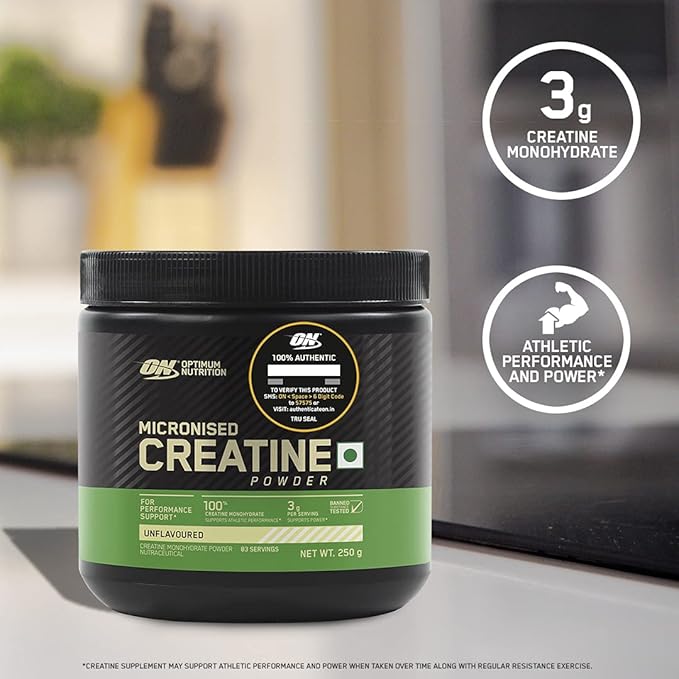 3g
CREATINE
MONOHYDRATE
ATHLETIC
PERFORMANCE
AND POWER*
ON
OPTIMUM
NUTRITION
ON
100% AUTHENTIC
TO VERIFY THIS PRODUCT
SMS: ON < Space > 6 Digit Code
to 57575 or
VISIT: authenticateon.in
TRU SEAL
MICRONISED
CREATINE
POWDER
FOR
PERFORMANCE
SUPPORT*
100%
CREATINE MONOHYDRATE
SUPPORTS ATHLETIC PERFORMANCE*
3g
PER SERVING
SUPPORTS POWER*
BANNED
TESTED
UNFLAVOURED
CREATINE MONOHYDRATE POWDER
NUTRACEUTICAL
83 SERVINGS
NET WT. 250 g
*CREATINE SUPPLEMENT MAY SUPPORT ATHLETIC PERFORMANCE AND POWER WHEN TAKEN OVER TIME ALONG WITH REGULAR RESISTANCE EXERCISE.